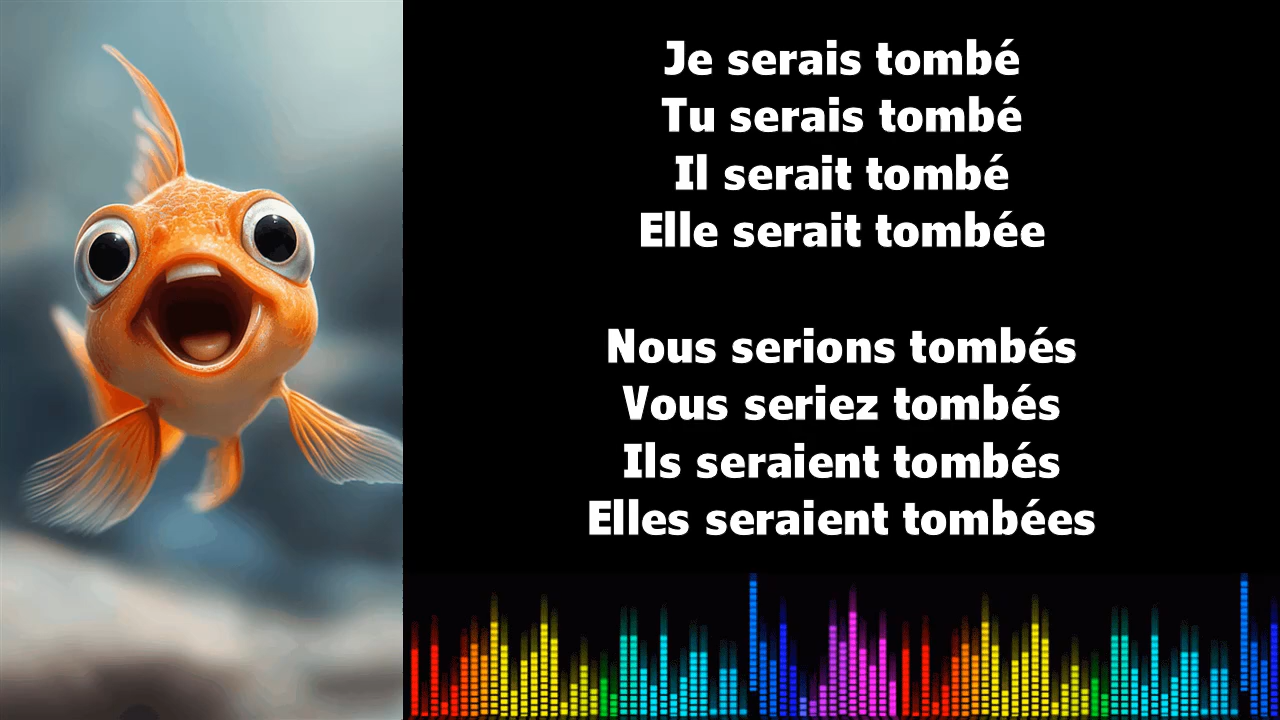 Je serais tombé
Tu serais tombé
Il serait tombé
Elle serait tombée
Nous serions tombés
Vous seriez tombés
Ils seraient tombés
Elles seraient tombées